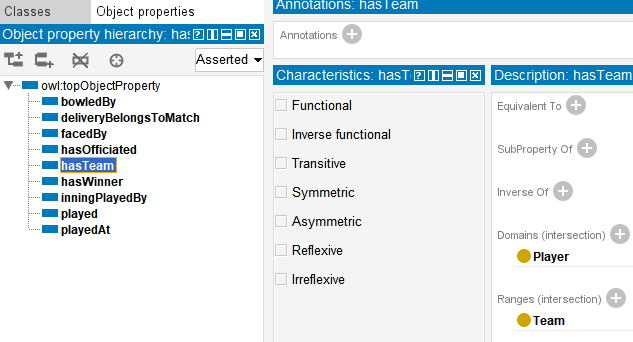 Classes
Object properties
Object property hierarchy: has
Asserted
owl:topObjectProperty
bowledBy
deliveryBelongsToMatch
facedBy
hasOfficiated
hasTeam
hasWinner
inningPlayedBy
played
playedAt
Annotations: hasTeam
Annotations
Characteristics: hasT
Functional
Inverse functional
Transitive
Symmetric
Asymmetric
Reflexive
Irreflexive
Description: hasTeam
Equivalent To
SubProperty Of
Inverse Of
Domains (intersection)
Player
Ranges (intersection)
Team